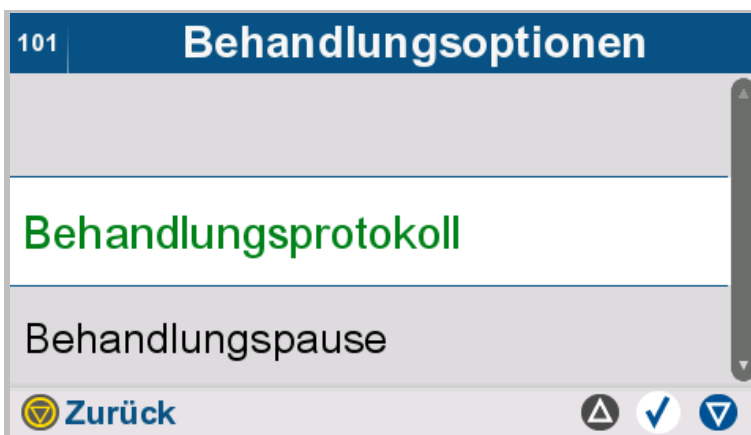 101 Behandlungsoptionen
Behandlungsprotokoll
Behandlungspause
Zurück